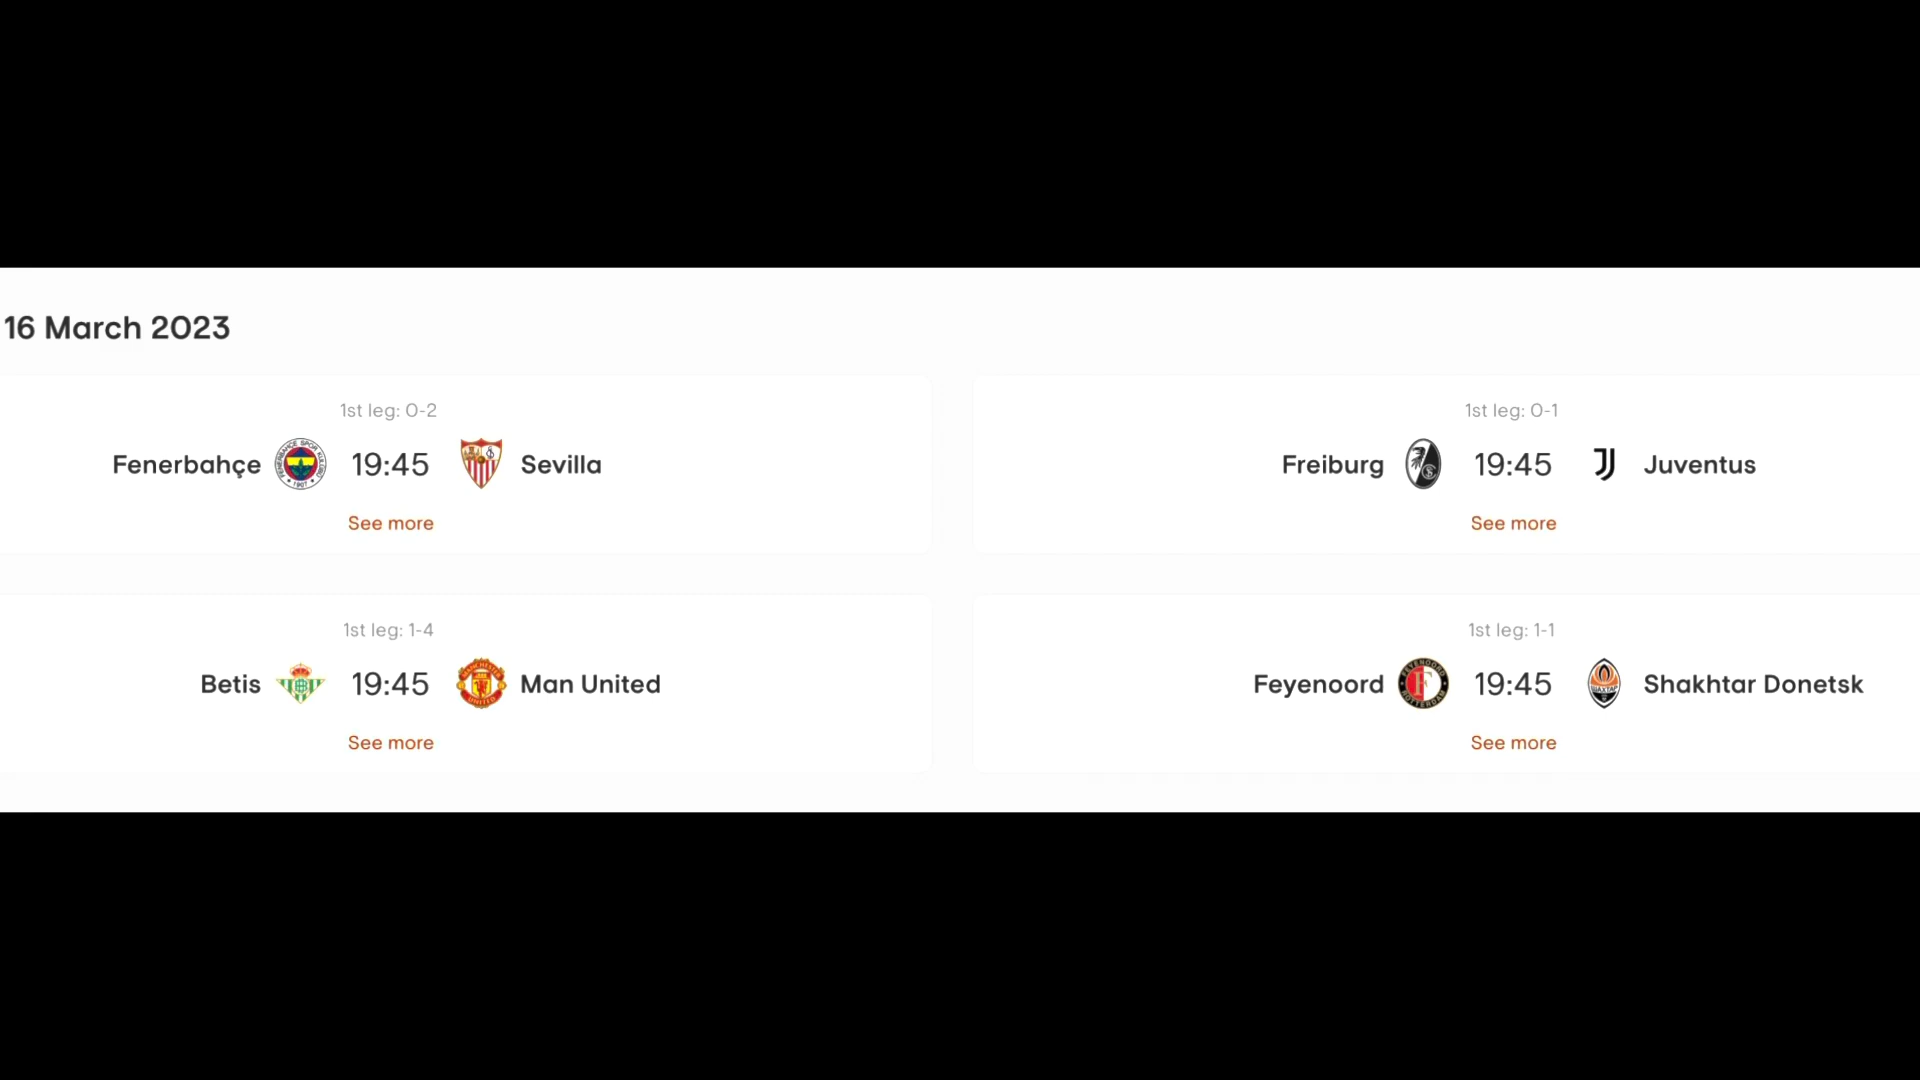 16 March 2023
1st leg: 0-2
Fenerbahçe 19:45 Sevilla
See more
1st leg: 0-1
Freiburg 19:45 Juventus
See more
1st leg: 1-4
Betis 19:45 Man United
See more
1st leg: 1-1
Feyenoord 19:45 Shakhtar Donetsk
See more